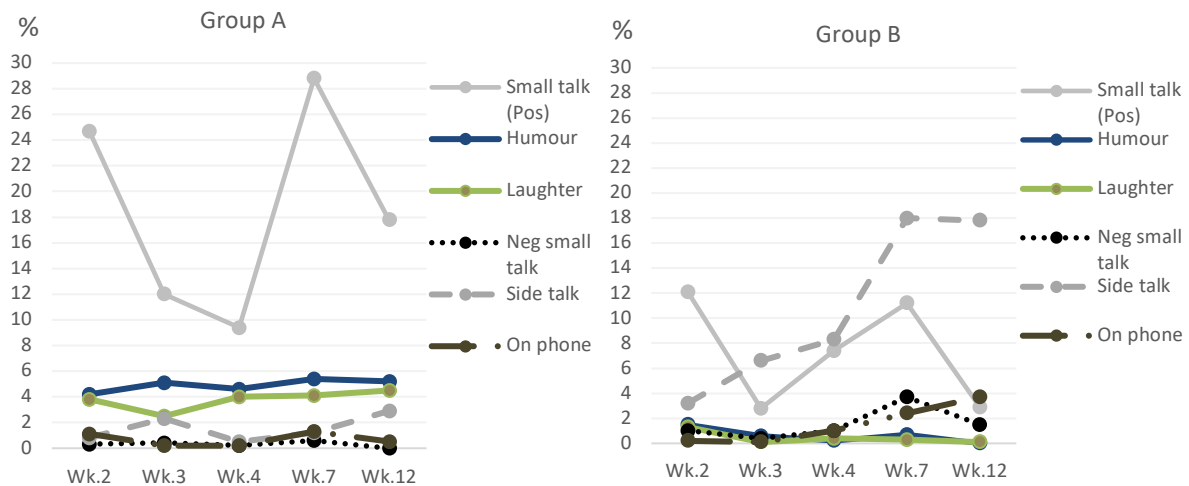 Group A
%
30
28
26
24
22
20
18
16
14
12
10
8
6
4
2
0
Wk.2 Wk.3 Wk.4 Wk.7 Wk.12
Small talk
(Pos)
Humour
Laughter
Neg small
talk
Side talk
On phone
Group B
%
30
28
26
24
22
20
18
16
14
12
10
8
6
4
2
0
Wk.2 Wk.3 Wk.4 Wk.7 Wk.12
Small talk
(Pos)
Humour
Laughter
Neg small
talk
Side talk
On phone